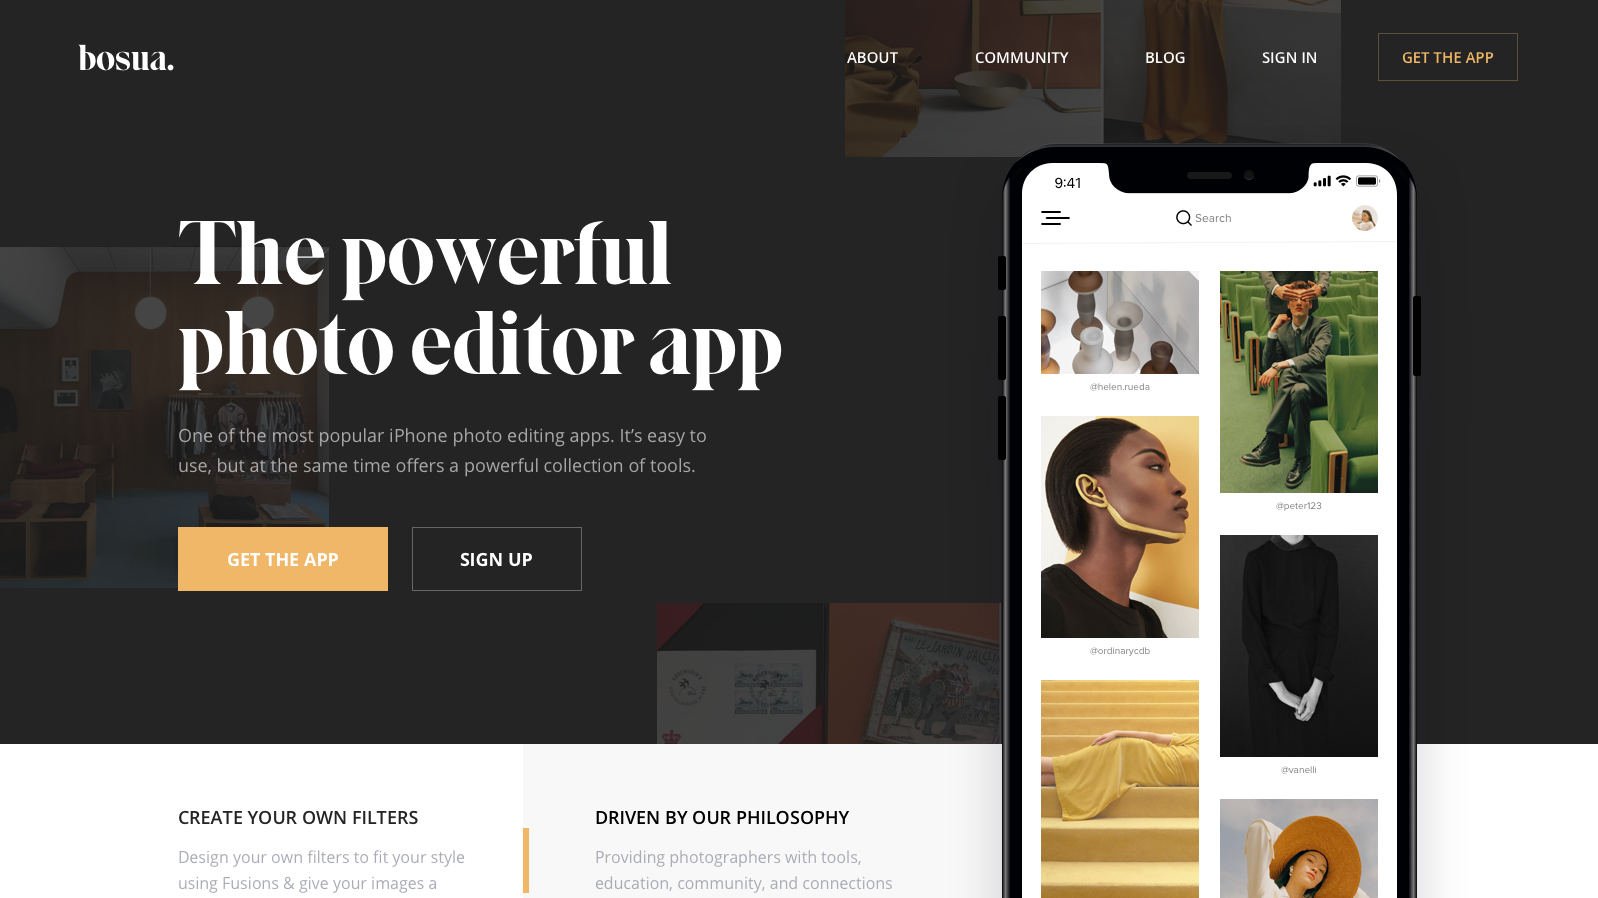 bosua.
ABOUT
COMMUNITY
BLOG
SIGN IN
GET THE APP
The powerful
photo editor app
One of the most popular iPhone photo editing apps. It’s easy to
use, but at the same time offers a powerful collection of tools.
GET THE APP
SIGN UP
9:41
Search
@helen.rueda
@peter123
@ordinarycdb
@vanelli
CREATE YOUR OWN FILTERS
Design your own filters to fit your style
using Fusions & give your images a
DRIVEN BY OUR PHILOSOPHY
Providing photographers with tools,
education, community, and connections